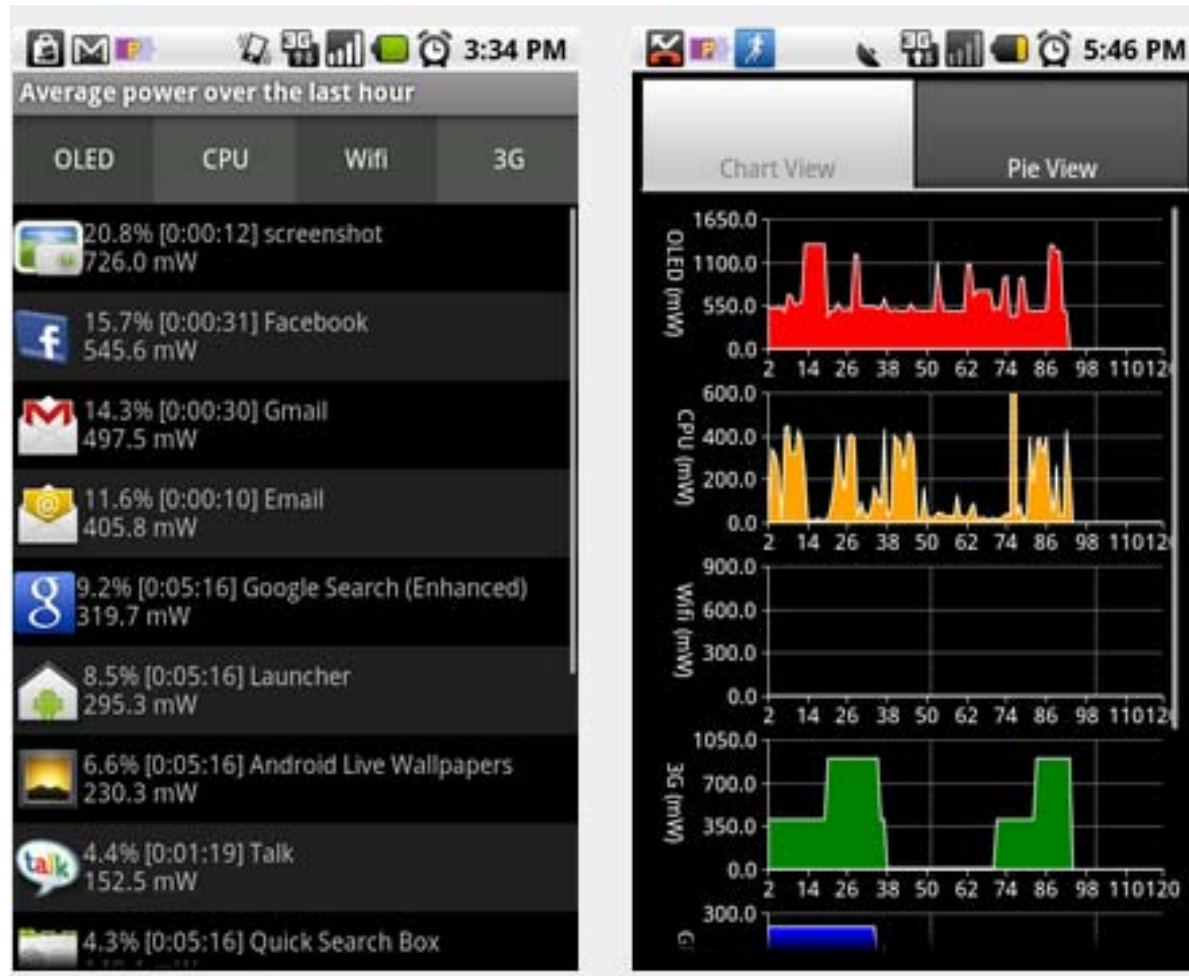 3:34 PM
Average power over the last hour
OLED CPU Wifi 3G
20.8% [0:00:12] screenshot
726.0 mW
15.7% [0:00:31] Facebook
545.6 mW
14.3% [0:00:30] Gmail
497.5 mW
11.6% [0:00:10] Email
405.8 mW
9.2% [0:05:16] Google Search (Enhanced)
319.7 mW
8.5% [0:05:16] Launcher
295.3 mW
6.6% [0:05:16] Android Live Wallpapers
230.3 mW
talk
4.4% [0:01:19] Talk
152.5 mW
4.3% [0:05:16] Quick Search Box
5:46 PM
Chart View Pie View
OLED (mW)
1650.0
1100.0
550.0
0.0
2 14 26 38 50 62 74 86 98 11012
CPU (mW)
600.0
400.0
200.0
0.0
2 14 26 38 50 62 74 86 98 11012
Wifi (mW)
900.0
600.0
300.0
0.0
2 14 26 38 50 62 74 86 98 11012
3G (mW)
1050.0
700.0
350.0
0.0
2 14 26 38 50 62 74 86 98 110120
300.0
G